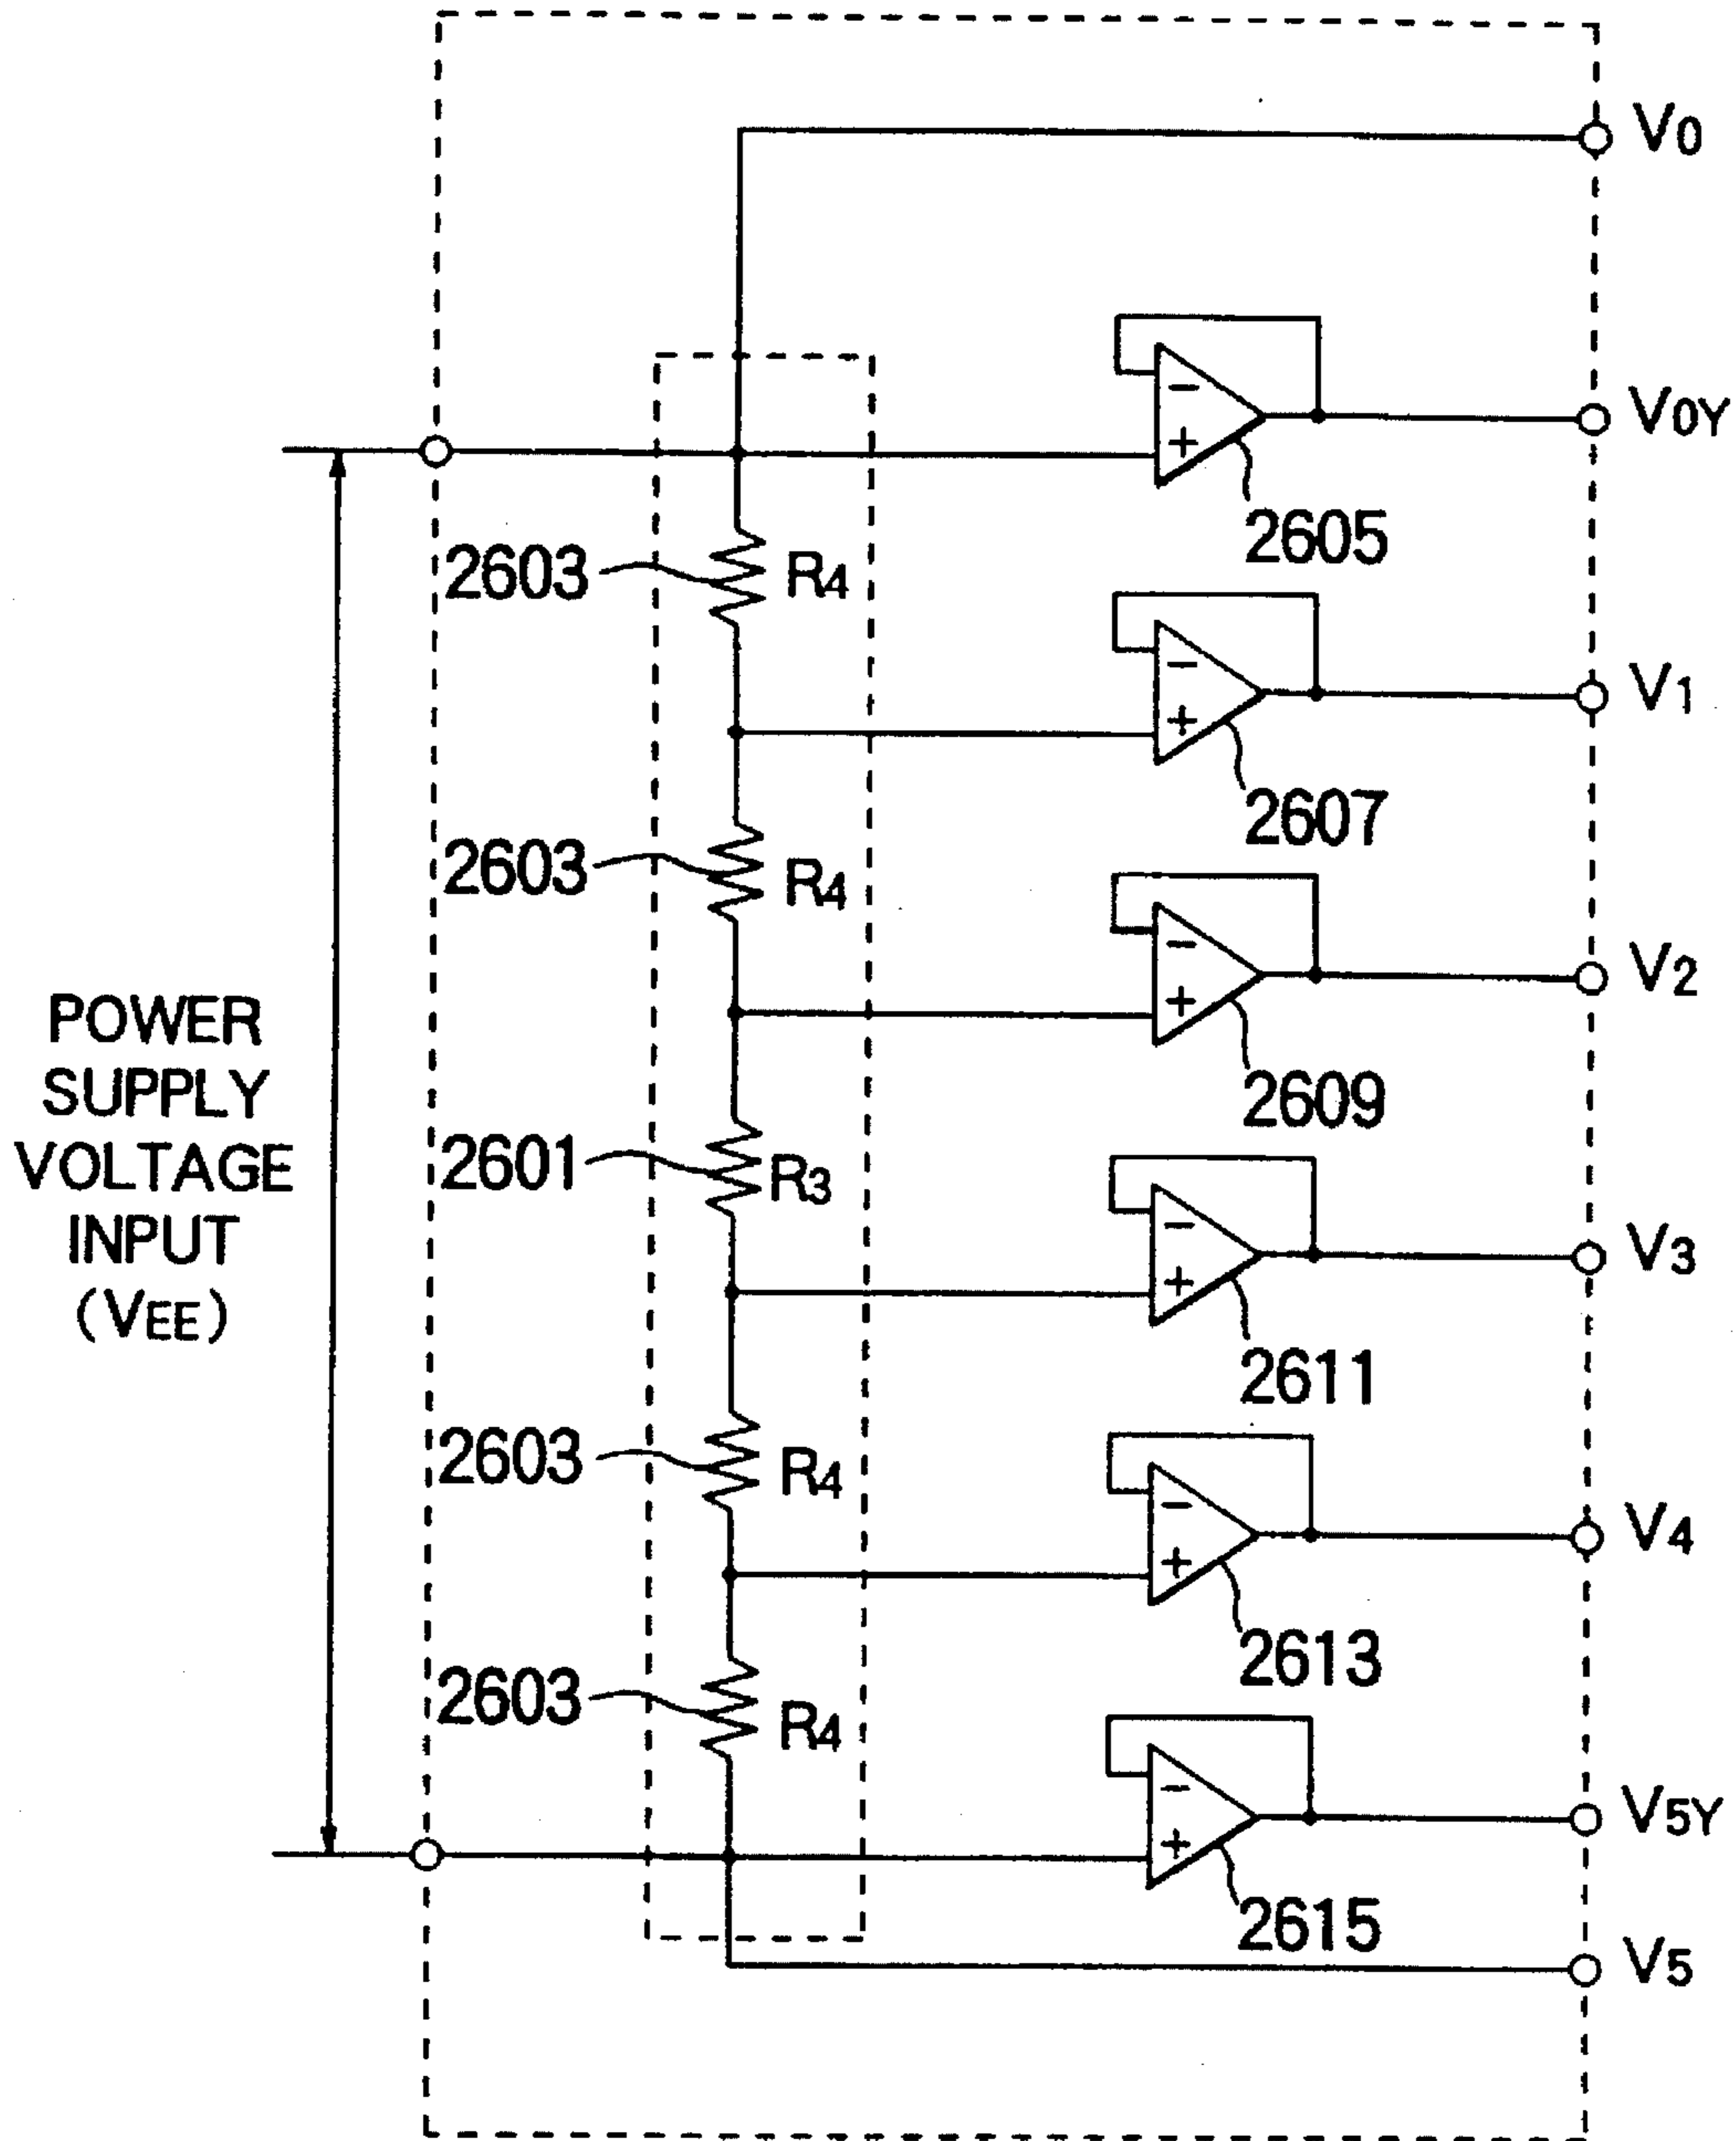 V0
V0Y
2605
2603 R4
V1
2607
2603 R4
V2
2609
POWER
SUPPLY
VOLTAGE
INPUT
(VEE)
2601 R3
V3
2611
2603 R4
V4
2613
2603 R4
V5Y
2615
V5
- +
- +
- +
- +
- +
- +